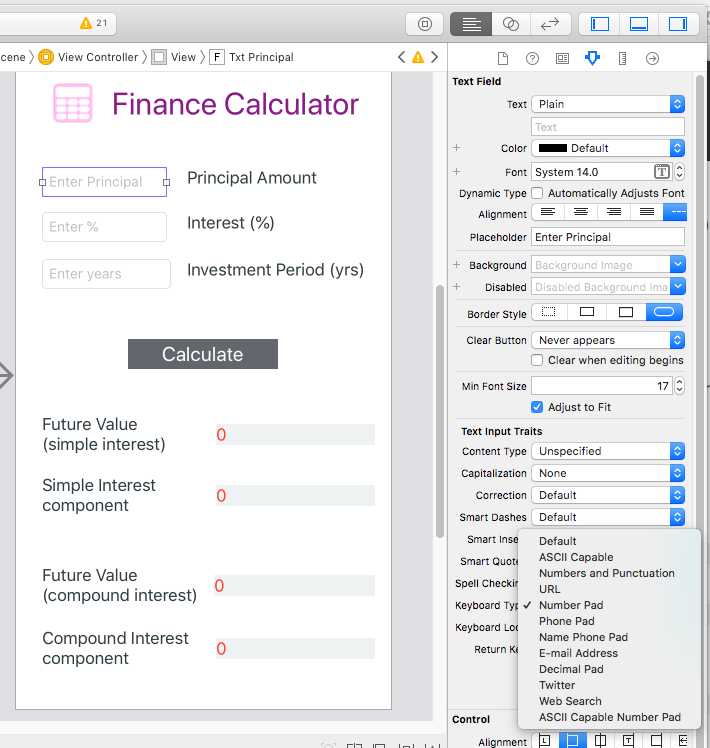 21
cene View Controller View F Txt Principal
Finance Calculator
Enter Principal Principal Amount
Enter % Interest (%)
Enter years Investment Period (yrs)
Calculate
Future Value
(simple interest) 0
Simple Interest
component 0
Future Value
(compound interest) 0
Compound Interest
component 0
Text Field
Text Plain
Text
Color Default
Font System 14.0 T
Dynamic Type Automatically Adjusts Font
Alignment
Placeholder Enter Principal
Background Background Image
Disabled Disabled Background Ima
Border Style
Clear Button Never appears
Clear when editing begins
Min Font Size 17
Adjust to Fit
Text Input Traits
Content Type Unspecified
Capitalization None
Correction Default
Smart Dashes Default
Smart Inse
Smart Quote
Spell Checkin
Keyboard Typ
Keyboard Loo
Return Ke
Default
ASCII Capable
Numbers and Punctuation
URL
Number Pad
Phone Pad
Name Phone Pad
E-mail Address
Decimal Pad
Twitter
Web Search
ASCII Capable Number Pad
Control
Alignment